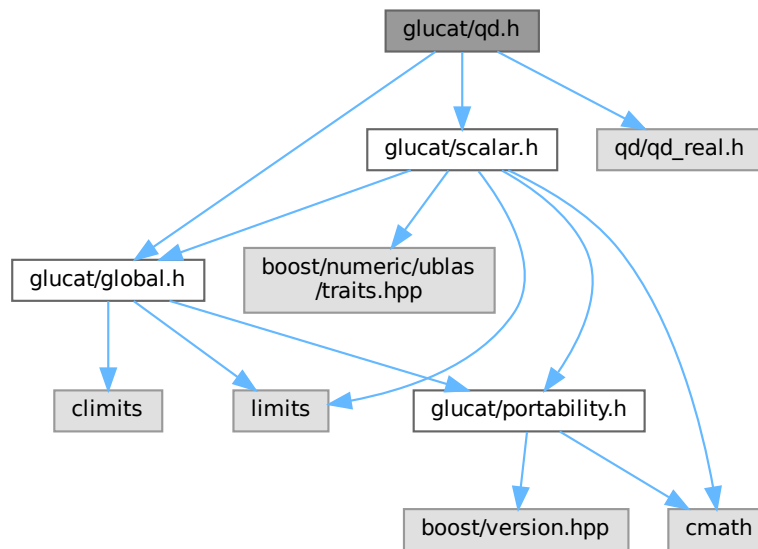 glucat/qd.h
glucat/scalar.h
qd/qd_real.h
glucat/global.h
boost/numeric/ublas
/traits.hpp
climits
limits
glucat/portability.h
boost/version.hpp
cmath